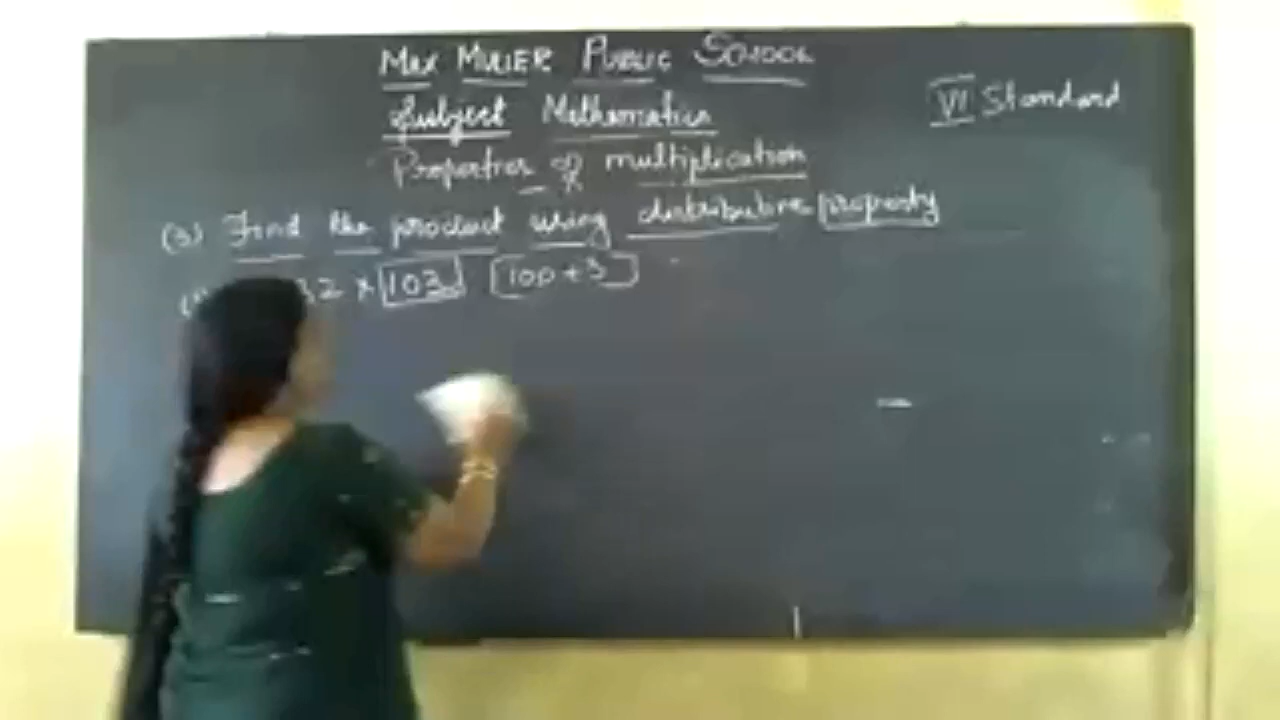 MAX MULLER PUBLIC SCHOOL
VI Standard
Subject Mathematics
Properties of multiplication
(3) Find the product using distributive property
32 × 103 (100 + 3)